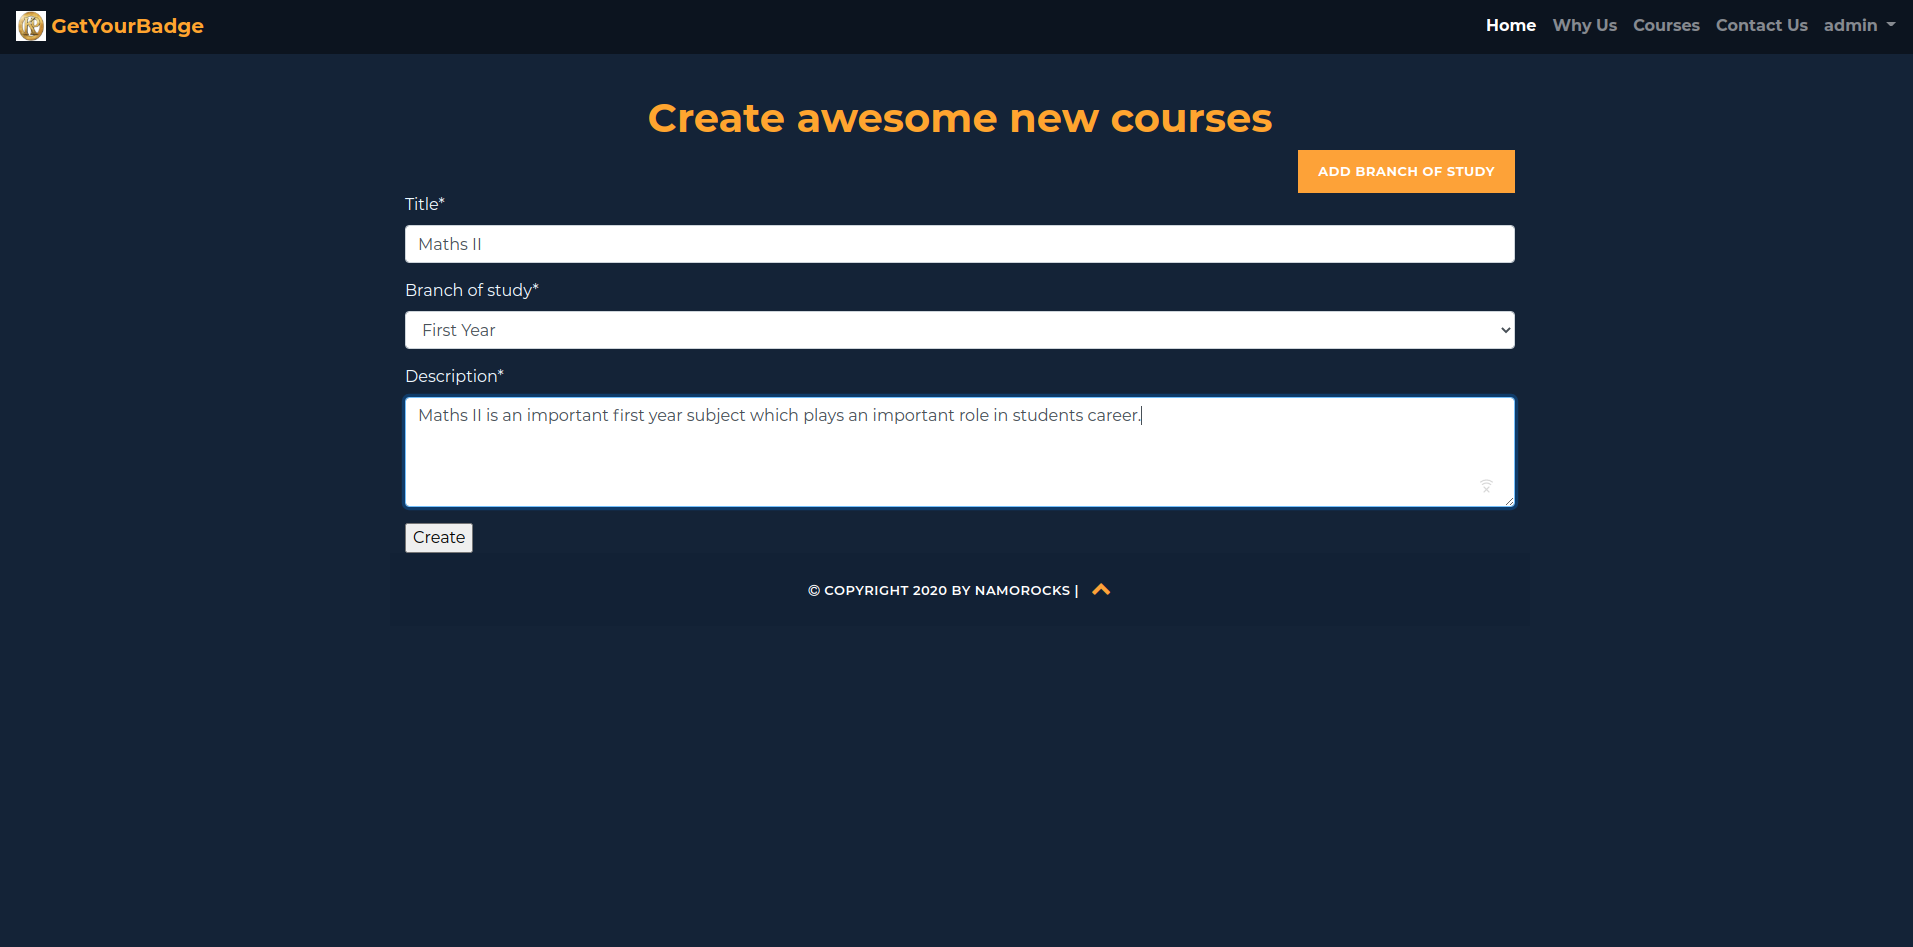 GetYourBadge
Home Why Us Courses Contact Us admin
Create awesome new courses
ADD BRANCH OF STUDY
Title*
Maths II
Branch of study*
First Year
Description*
Maths II is an important first year subject which plays an important role in students career.
Create
© COPYRIGHT 2020 BY NAMOROCKS |